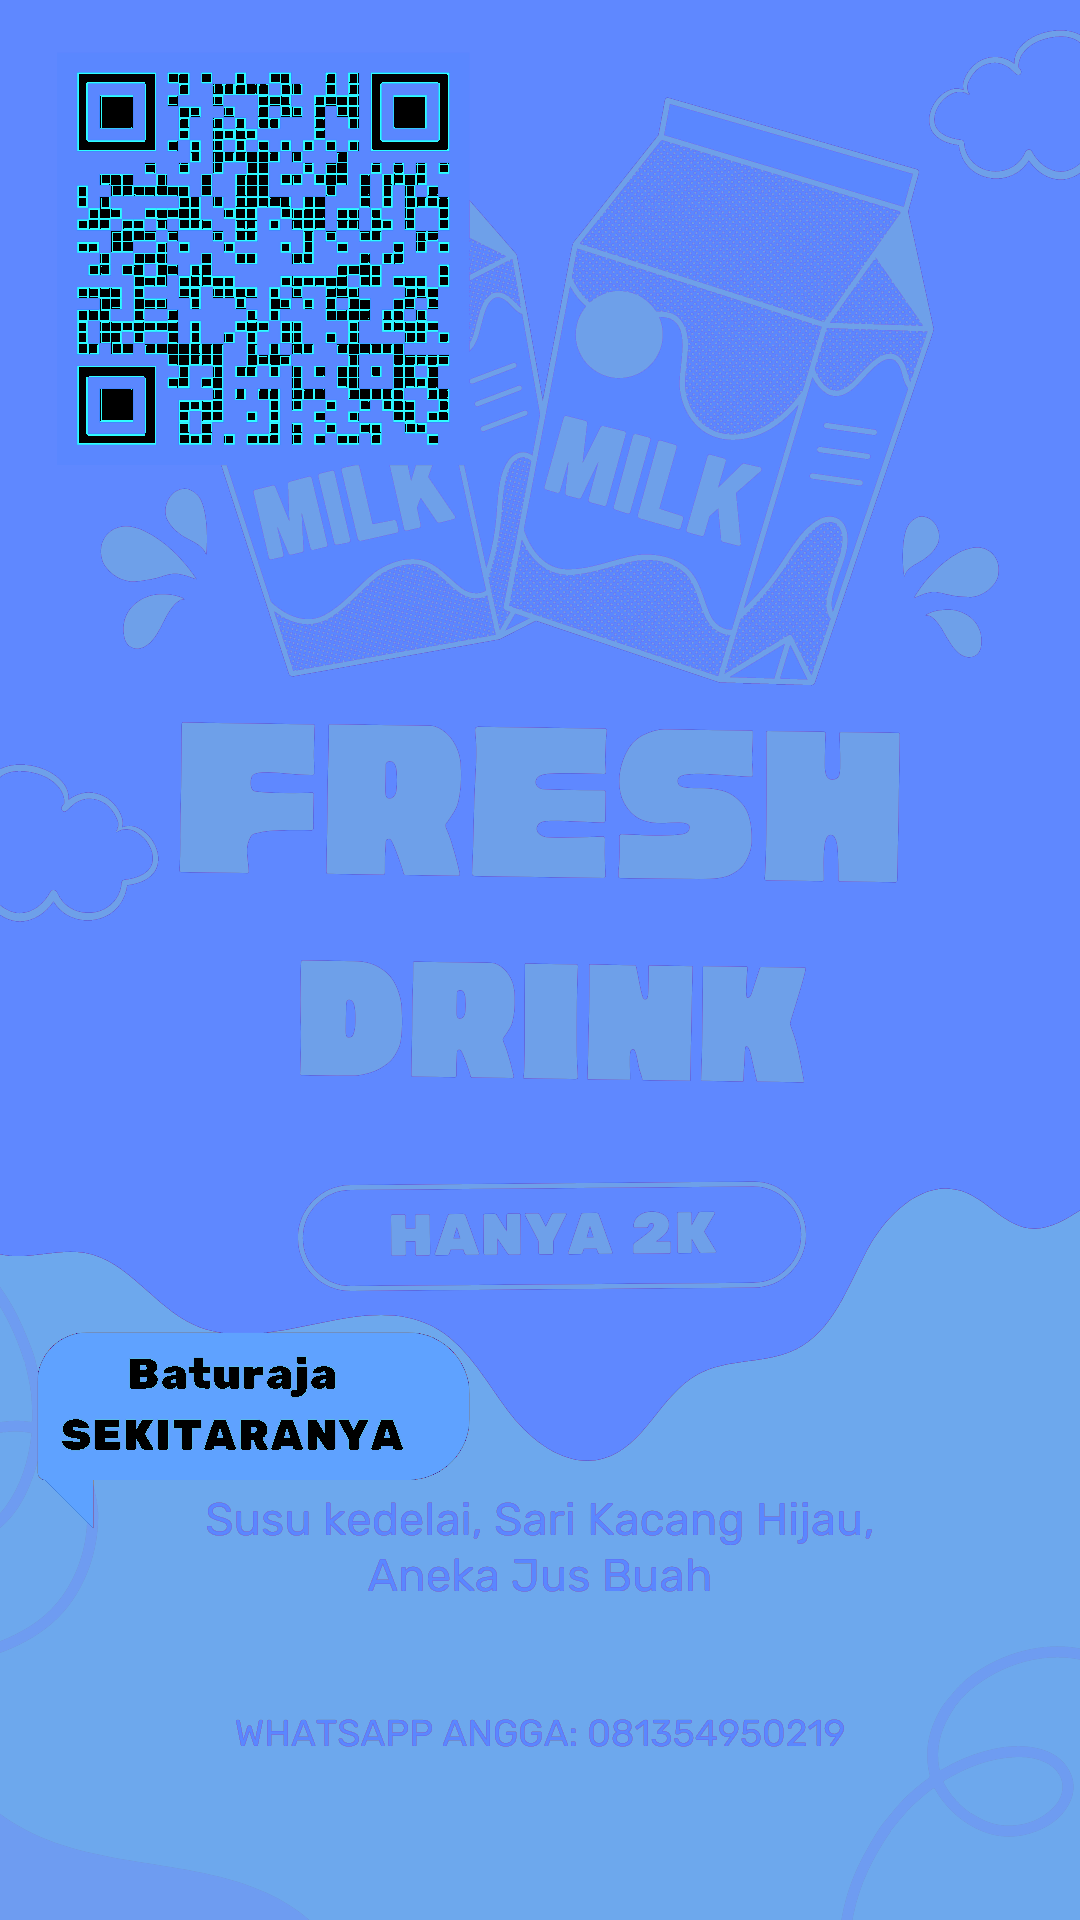 MILK
MILK
FRESH
DRINK
HANYA 2K
Baturaja
SEKITARANYA
Susu kedelai, Sari Kacang Hijau,
Aneka Jus Buah
WHATSAPP ANGGA: 081354950219